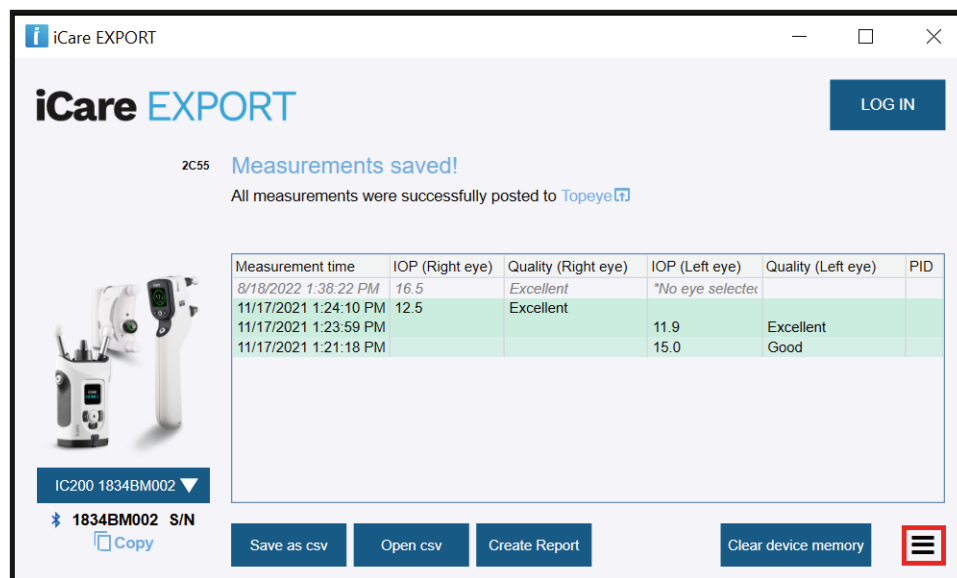 iCare EXPORT
iCare EXPORT
LOG IN
2C55
Measurements saved!
All measurements were successfully posted to Topeye
Measurement time IOP (Right eye) Quality (Right eye) IOP (Left eye) Quality (Left eye) PID
8/18/2022 1:38:22 PM 16.5 Excellent *No eye selected
11/17/2021 1:24:10 PM 12.5 Excellent
11/17/2021 1:23:59 PM 11.9 Excellent
11/17/2021 1:21:18 PM 15.0 Good
IC200 1834BM002
1834BM002 S/N
Copy
Save as csv Open csv Create Report Clear device memory